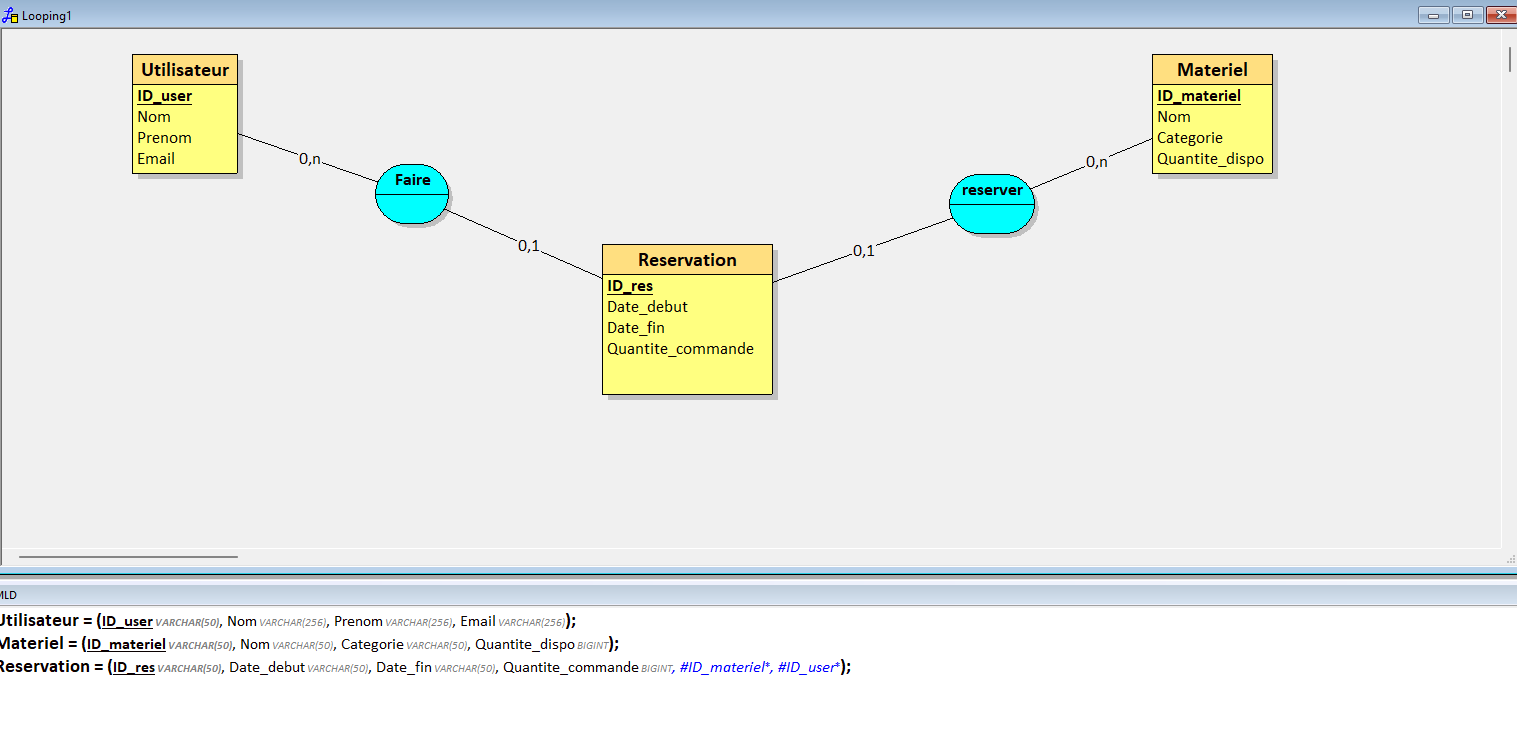 Looping1
Utilisateur
ID_user
Nom
Prenom
Email
Materiel
ID_materiel
Nom
Categorie
Quantite_dispo
0,n
Faire
0,1
0,n
reserver
0,1
Reservation
ID_res
Date_debut
Date_fin
Quantite_commande
MLD
Utilisateur = (ID_user VARCHAR(50), Nom VARCHAR(256), Prenom VARCHAR(256), Email VARCHAR(256));
Materiel = (ID_materiel VARCHAR(50), Nom VARCHAR(50), Categorie VARCHAR(50), Quantite_dispo BIGINT);
Reservation = (ID_res VARCHAR(50), Date_debut VARCHAR(50), Date_fin VARCHAR(50), Quantite_commande BIGINT, #ID_materiel*, #ID_user*);